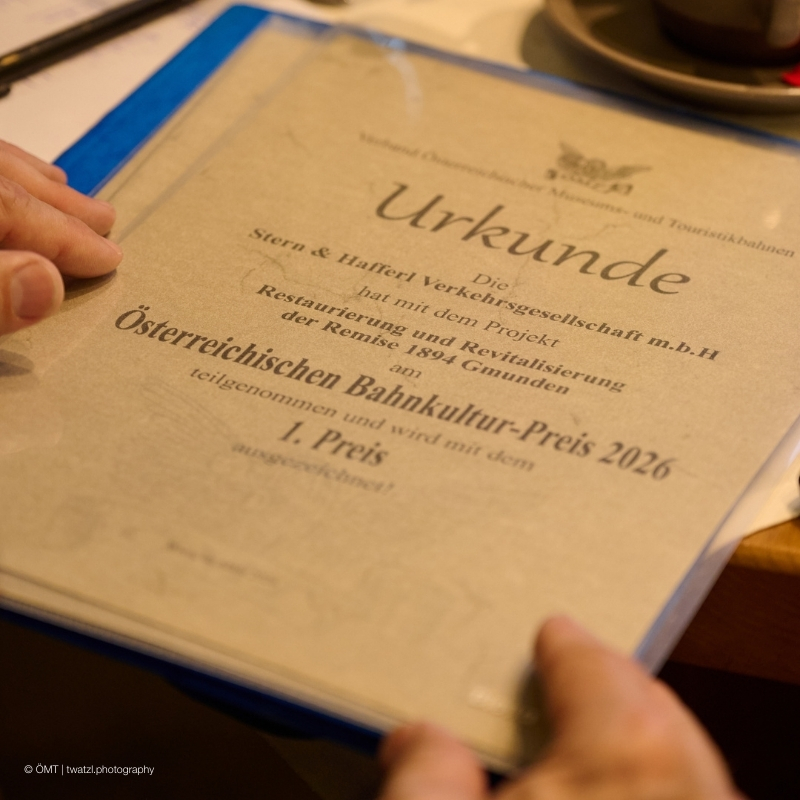 ÖMT
Verband Österreichischer Museums- und Touristikbahnen
Urkunde
Die
Stern & Hafferl Verkehrsgesellschaft m.b.H
hat mit dem Projekt
Restaurierung und Revitalisierung
der Remise 1894 Gmunden
am
Österreichischen Bahnkultur-Preis 2026
teilgenommen und wird mit dem
1. Preis
ausgezeichnet!
© ÖMT | twatzl.photography